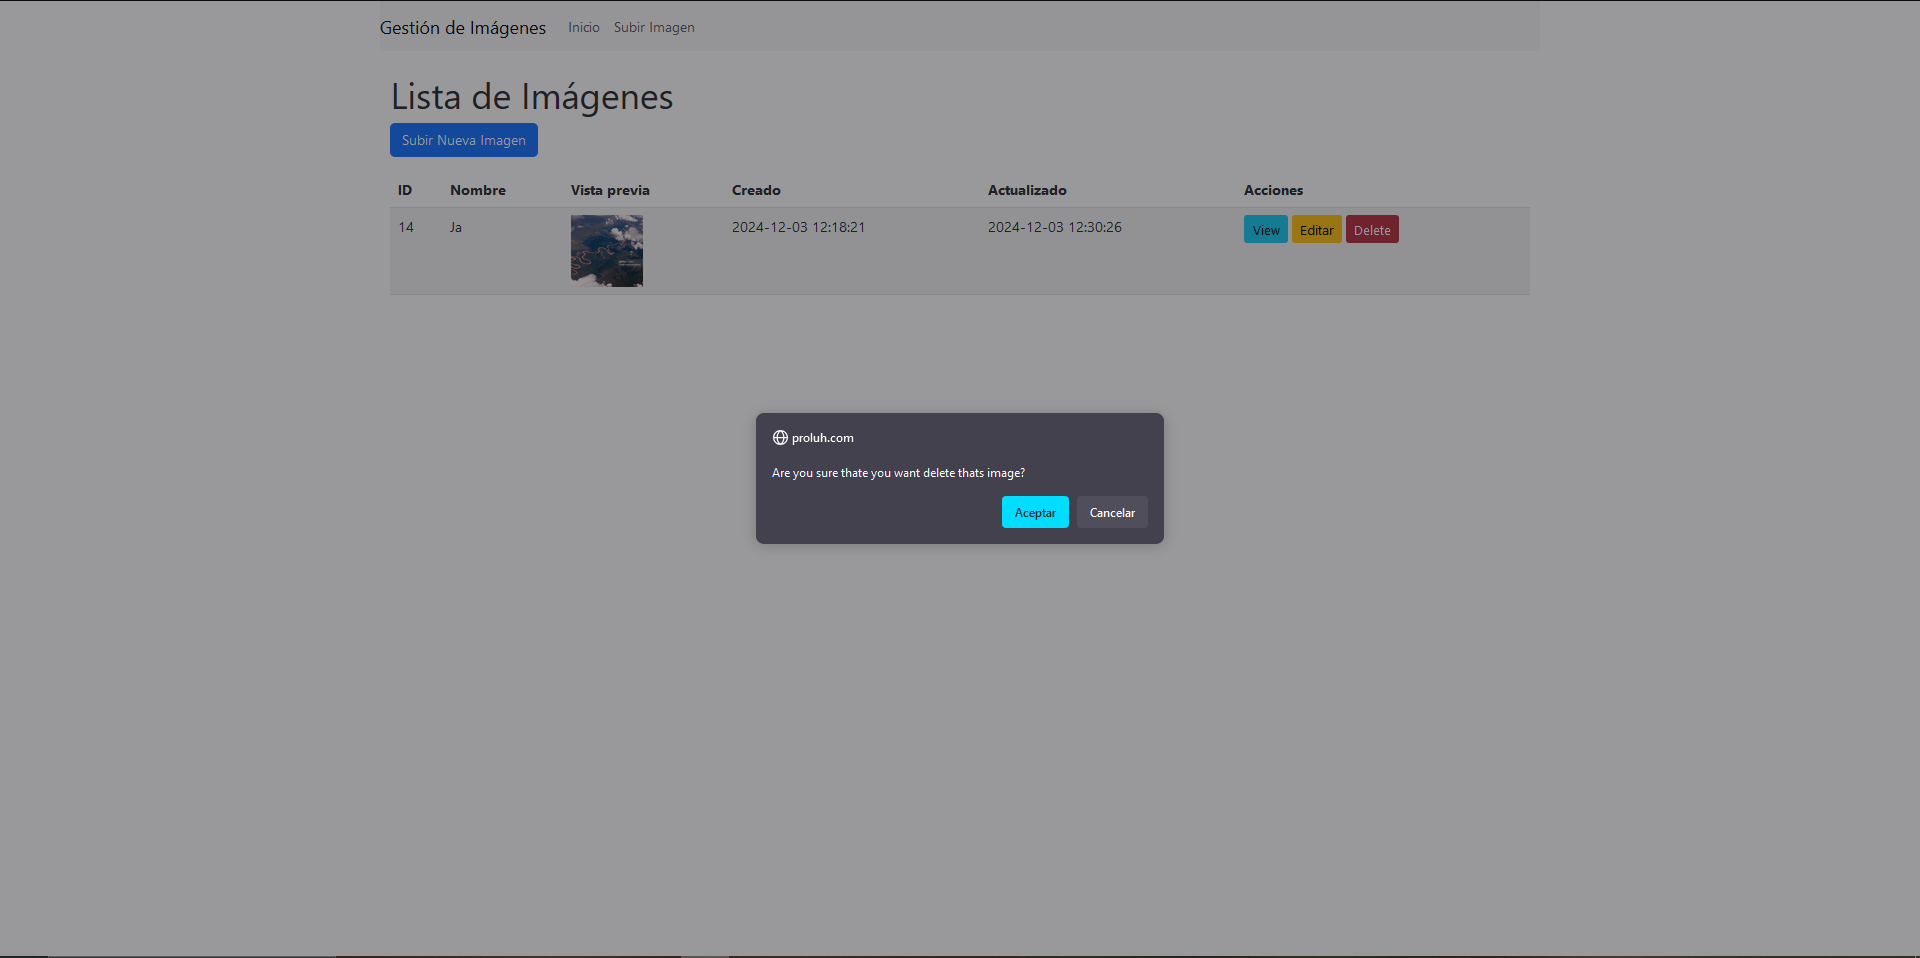 Gestión de Imágenes Inicio Subir Imagen
Lista de Imágenes
Subir Nueva Imagen
ID Nombre Vista previa Creado Actualizado Acciones
14 Ja 2024-12-03 12:18:21 2024-12-03 12:30:26 View Editar Delete
proluh.com
Are you sure thate you want delete thats image?
Aceptar Cancelar